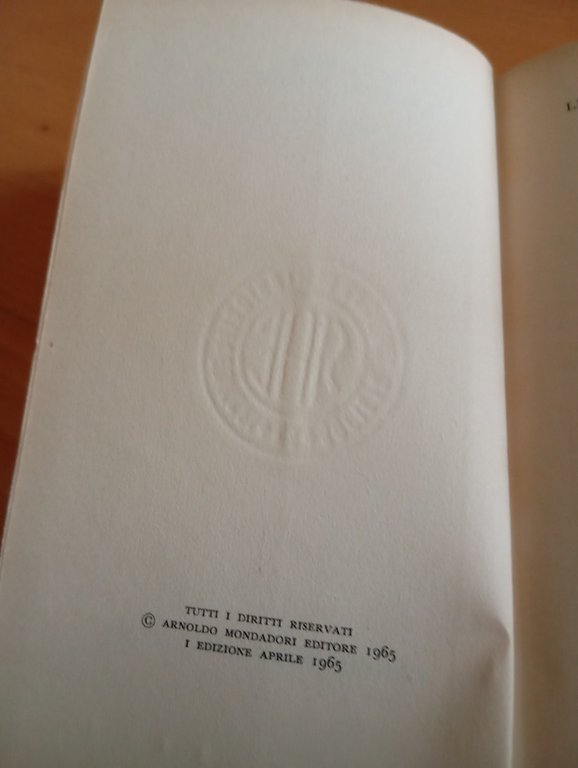 TUTTI I DIRITTI RISERVATI
© ARNOLDO MONDADORI EDITORE 1965
I EDIZIONE APRILE 1965